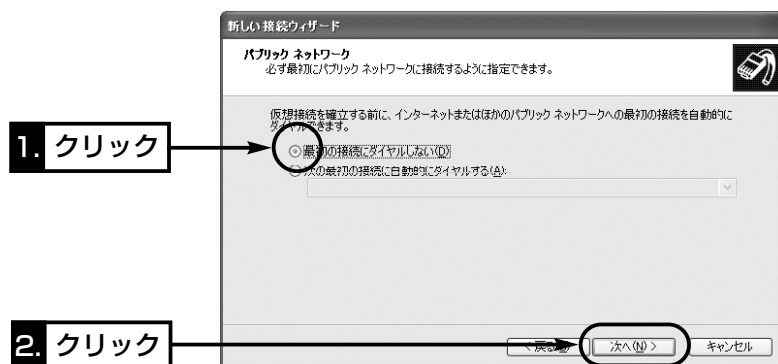 新しい接続ウィザード
パブリック ネットワーク
必ず最初にパブリック ネットワークに接続するように指定できます。
仮想接続を確立する前に、インターネットまたはほかのパブリック ネットワークへの最初の接続を自動的に
ダイヤルできます。
1. クリック
最初の接続にダイヤルしない(D)
次の最初の接続に自動的にダイヤルする(A):
2. クリック
< 戻る(B)
次へ(N) >
キャンセル